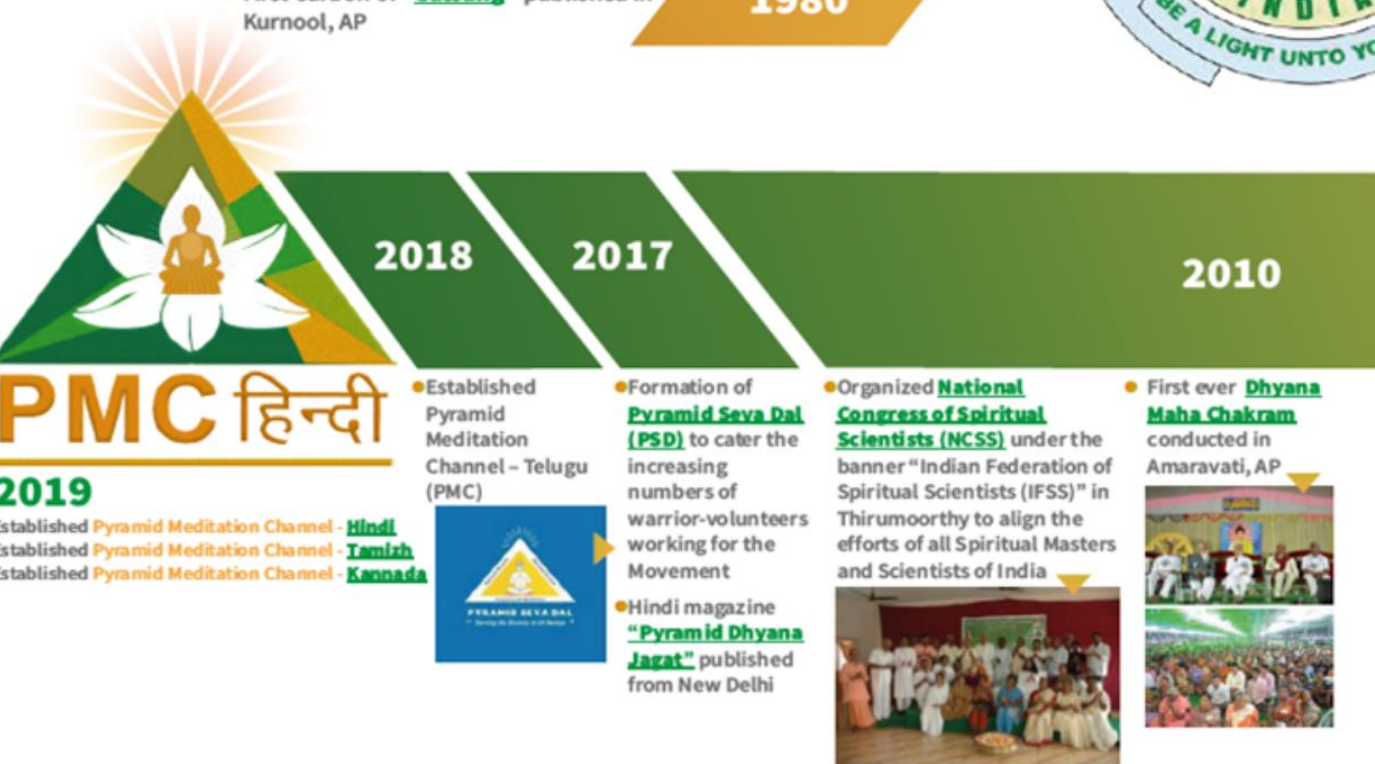 published in
Kurnool, AP
1980
BE A LIGHT UNTO YO
2018
2017
2010
PMC हिन्दी
2019
Established Pyramid Meditation Channel - Hindi
Established Pyramid Meditation Channel - Tamizh
Established Pyramid Meditation Channel - Kannada
•Established
Pyramid
Meditation
Channel – Telugu
(PMC)
PYRAMID SEVA DAL
•Formation of
Pyramid Seva Dal
(PSD) to cater the
increasing
numbers of
warrior-volunteers
working for the
Movement
•Hindi magazine
“Pyramid Dhyana
Jagat” published
from New Delhi
•Organized National
Congress of Spiritual
Scientists (NCSS) under the
banner “Indian Federation of
Spiritual Scientists (IFSS)” in
Thirumoorthy to align the
efforts of all Spiritual Masters
and Scientists of India
• First ever Dhyana
Maha Chakram
conducted in
Amaravati, AP